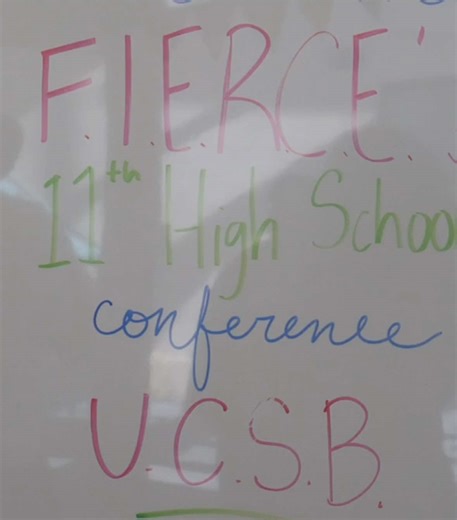 F.I.E.R.C.E.'
11th High Schoo
conference
U.C.S.B.